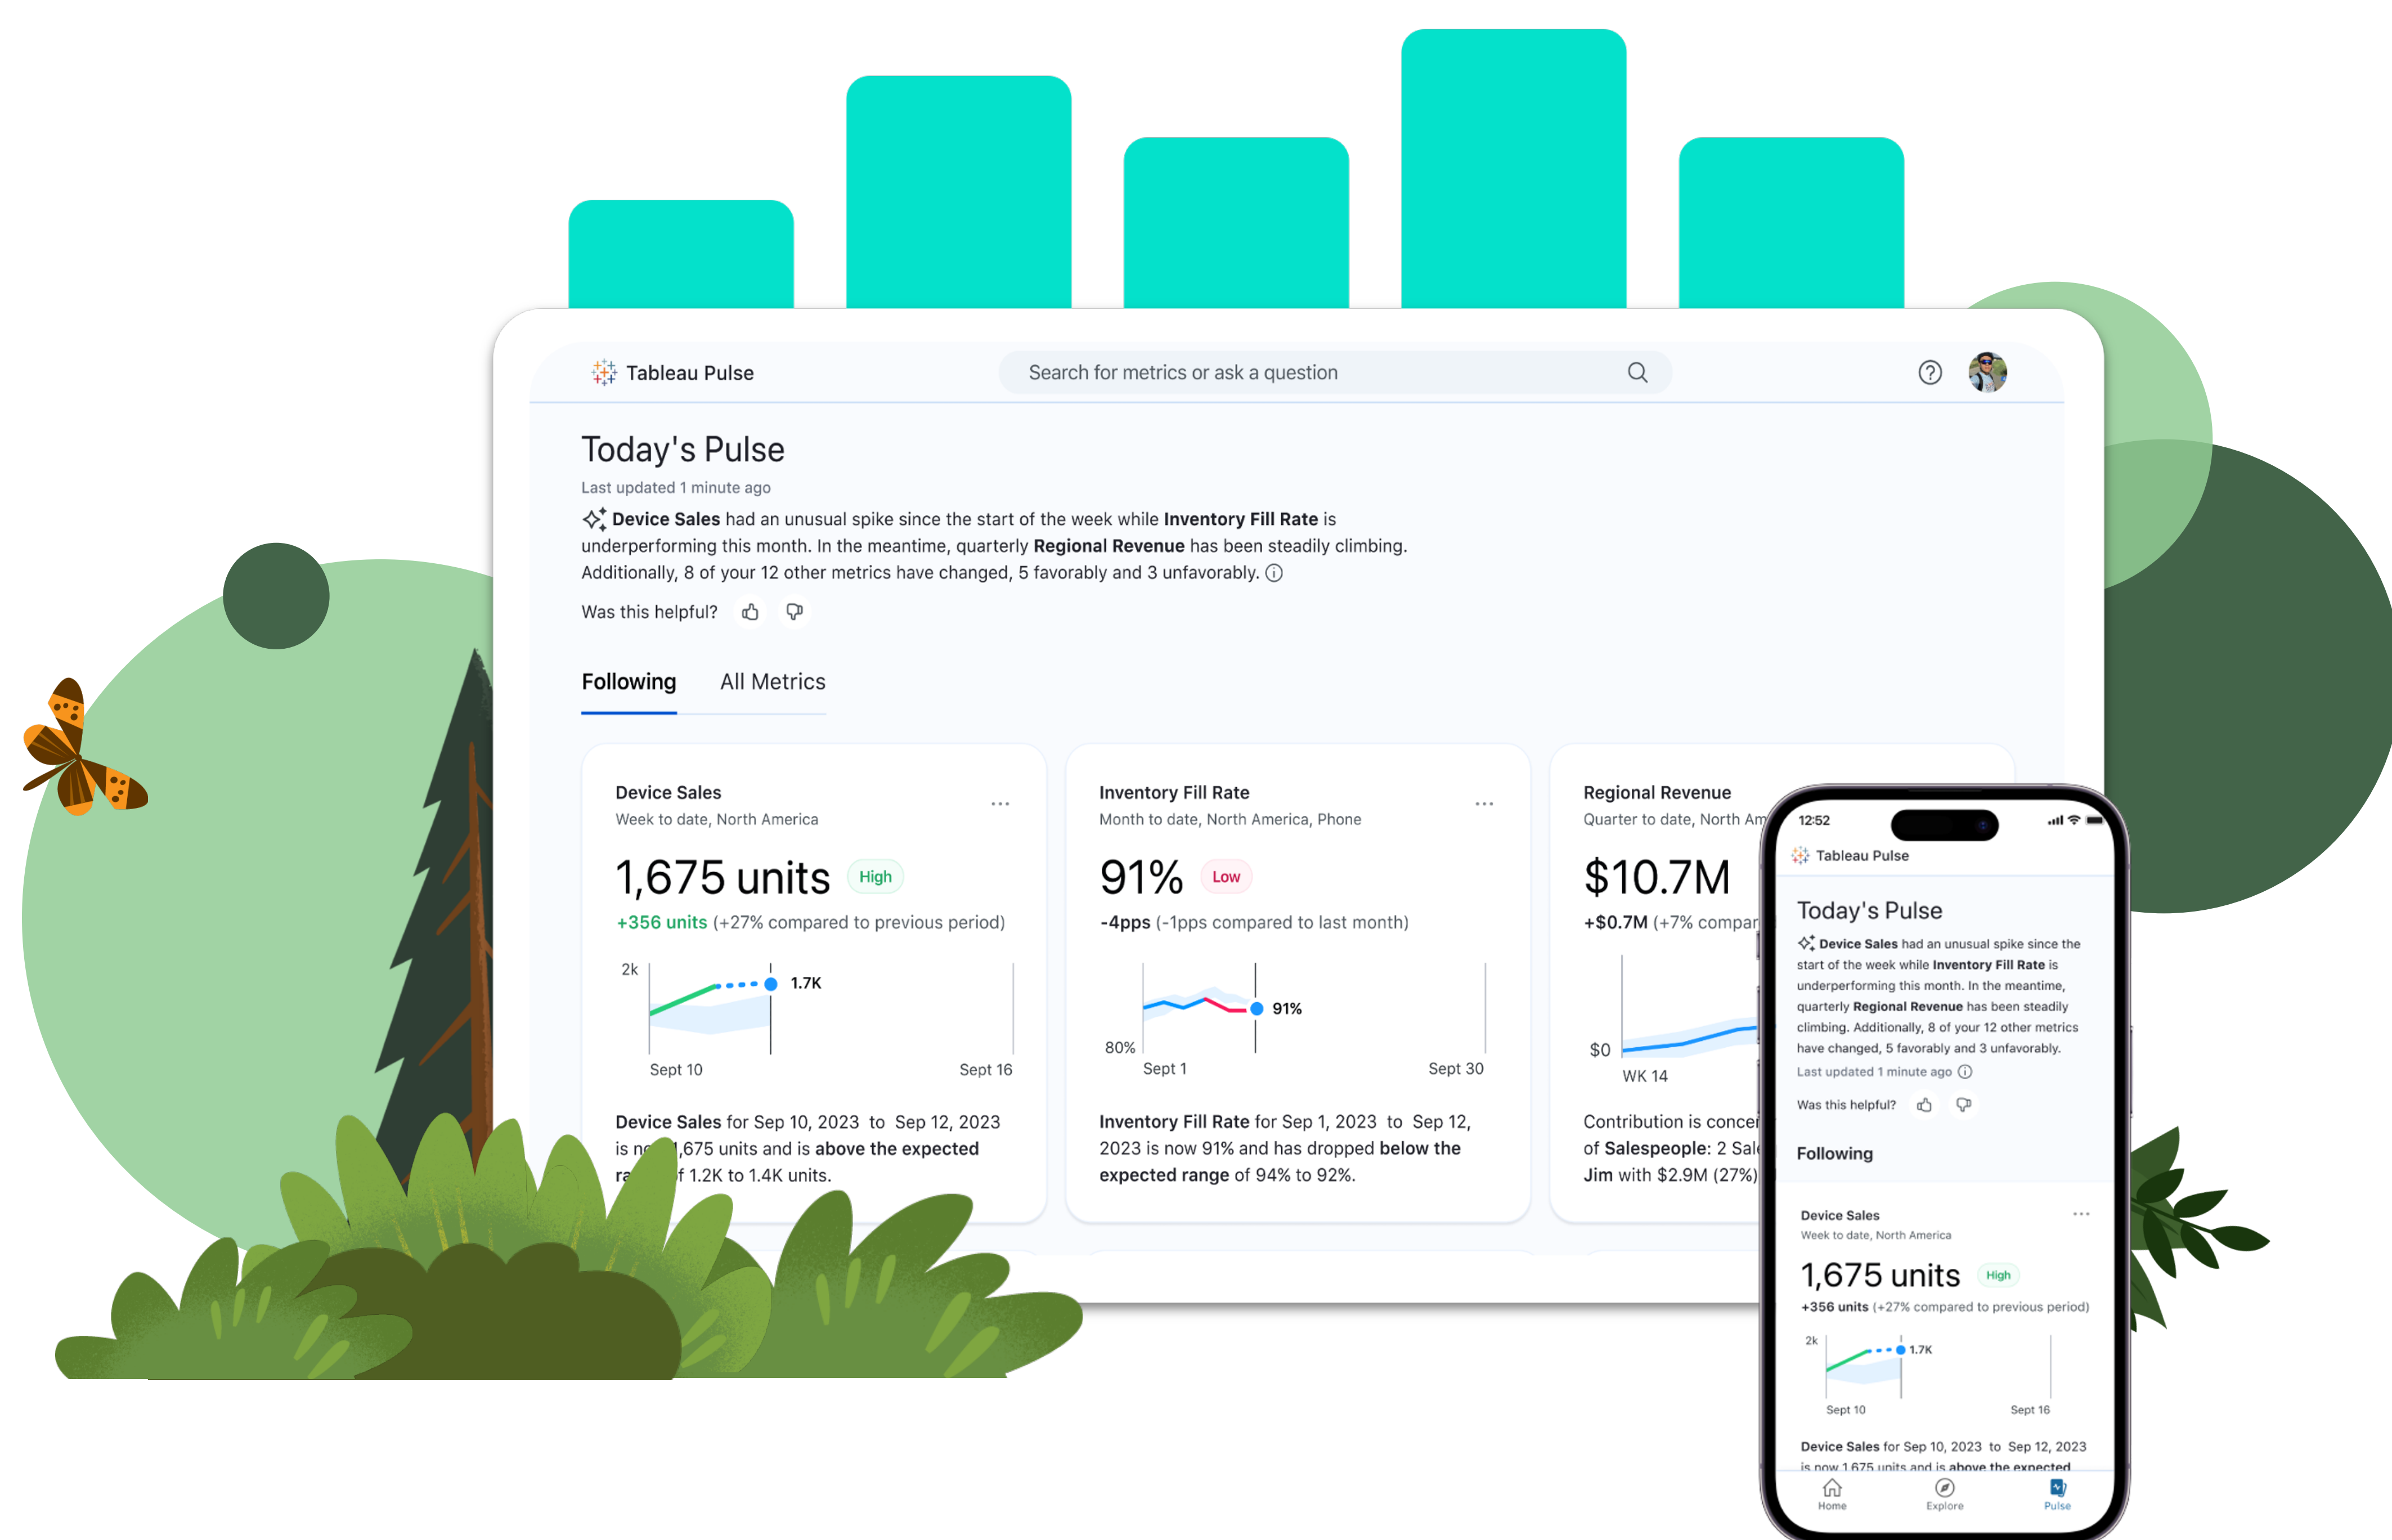 Tableau Pulse
Search for metrics or ask a question
Today's Pulse
Last updated 1 minute ago
Device Sales had an unusual spike since the start of the week while Inventory Fill Rate is
underperforming this month. In the meantime, quarterly Regional Revenue has been steadily climbing.
Additionally, 8 of your 12 other metrics have changed, 5 favorably and 3 unfavorably.
Was this helpful?
Following
All Metrics
Device Sales
Week to date, North America
1,675 units
High
+356 units (+27% compared to previous period)
2k
1.7K
Sept 10
Sept 16
Device Sales for Sep 10, 2023 to Sep 12, 2023
is 1,675 units and is above the expected
of 1.2K to 1.4K units.
Inventory Fill Rate
Month to date, North America, Phone
91%
Low
-4pps (-1pps compared to last month)
91%
80%
Sept 1
Sept 30
Inventory Fill Rate for Sep 1, 2023 to Sep 12,
2023 is now 91% and has dropped below the
expected range of 94% to 92%.
Regional Revenue
Quarter to date, North
$10.7M
+$0.7M (+7%
$0
WK 14
Contribution is
of Salespeople: 2
Jim with $2.9M (27%)
12:52
Tableau Pulse
Today's Pulse
Device Sales had an unusual spike since the
start of the week while Inventory Fill Rate is
underperforming this month. In the meantime,
quarterly Regional Revenue has been steadily
climbing. Additionally, 8 of your 12 other metrics
have changed, 5 favorably and 3 unfavorably.
Last updated 1 minute ago
Was this helpful?
Following
Device Sales
Week to date, North America
1,675 units
High
+356 units (+27% compared to previous period)
2k
1.7K
Sept 10
Sept 16
Device Sales for Sep 10, 2023 to Sep 12, 2023
is now 1,675 units and is above the expected
Home
Explore
Pulse